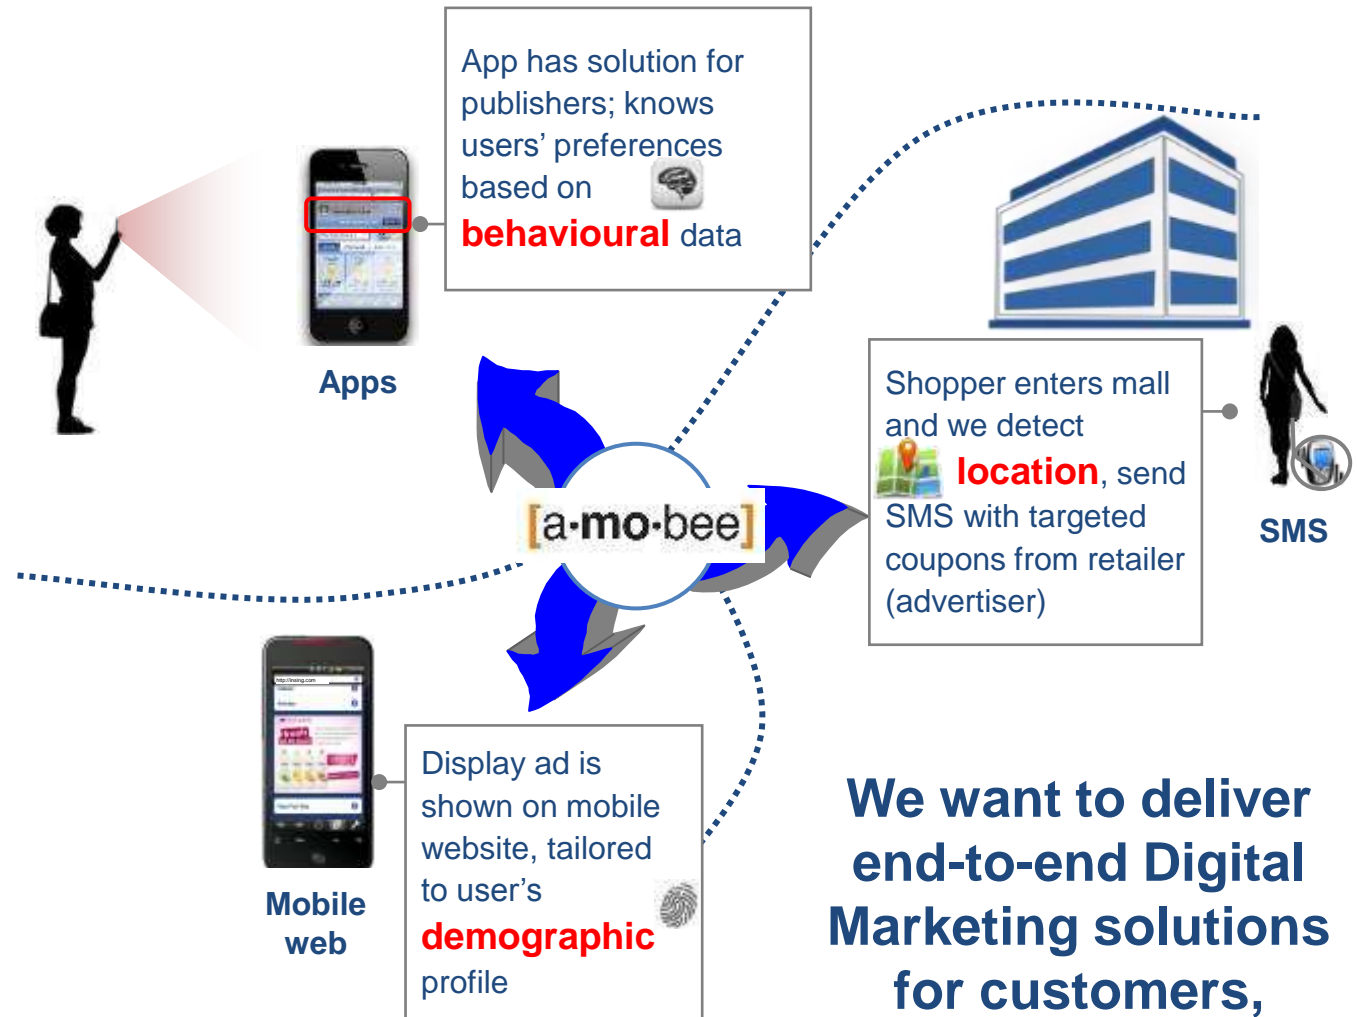 App has solution for
publishers; knows
users’ preferences
based on
behavioural data
Apps
Shopper enters mall
and we detect
location, send
SMS with targeted
coupons from retailer
(advertiser)
SMS
[a·mo·bee]
http://insing.com
Mobile
web
Display ad is
shown on mobile
website, tailored
to user’s
demographic
profile
We want to deliver
end-to-end Digital
Marketing solutions
for customers,